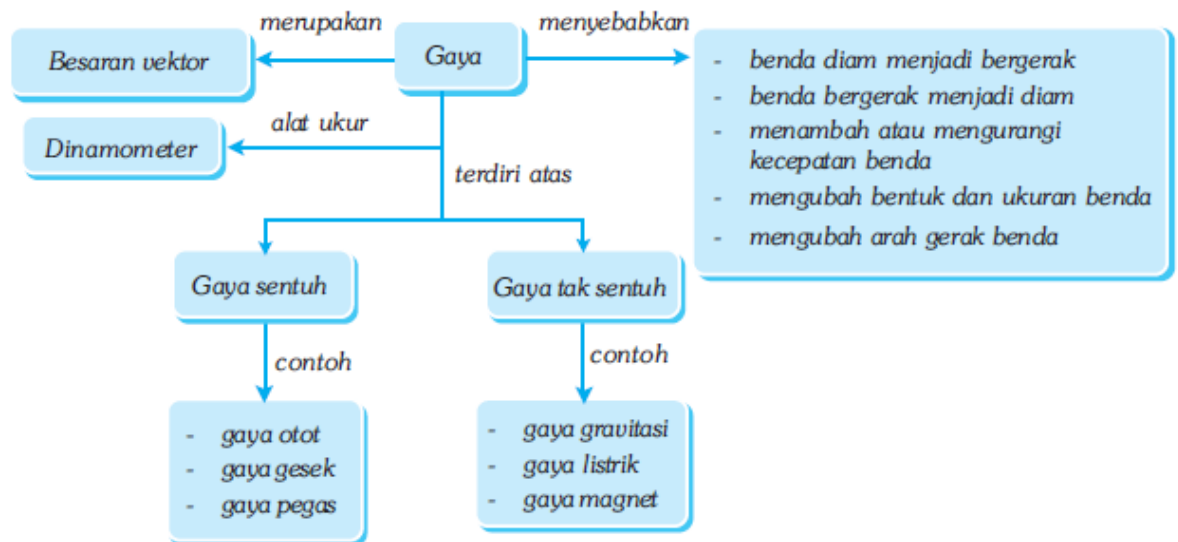 merupakan
menyebabkan
Besaran vektor
Gaya
- benda diam menjadi bergerak
- benda bergerak menjadi diam
- menambah atau mengurangi
kecepatan benda
- mengubah bentuk dan ukuran benda
- mengubah arah gerak benda
alat ukur
Dinamometer
terdiri atas
Gaya sentuh
Gaya tak sentuh
contoh
contoh
- gaya otot
- gaya gesek
- gaya pegas
- gaya gravitasi
- gaya listrik
- gaya magnet